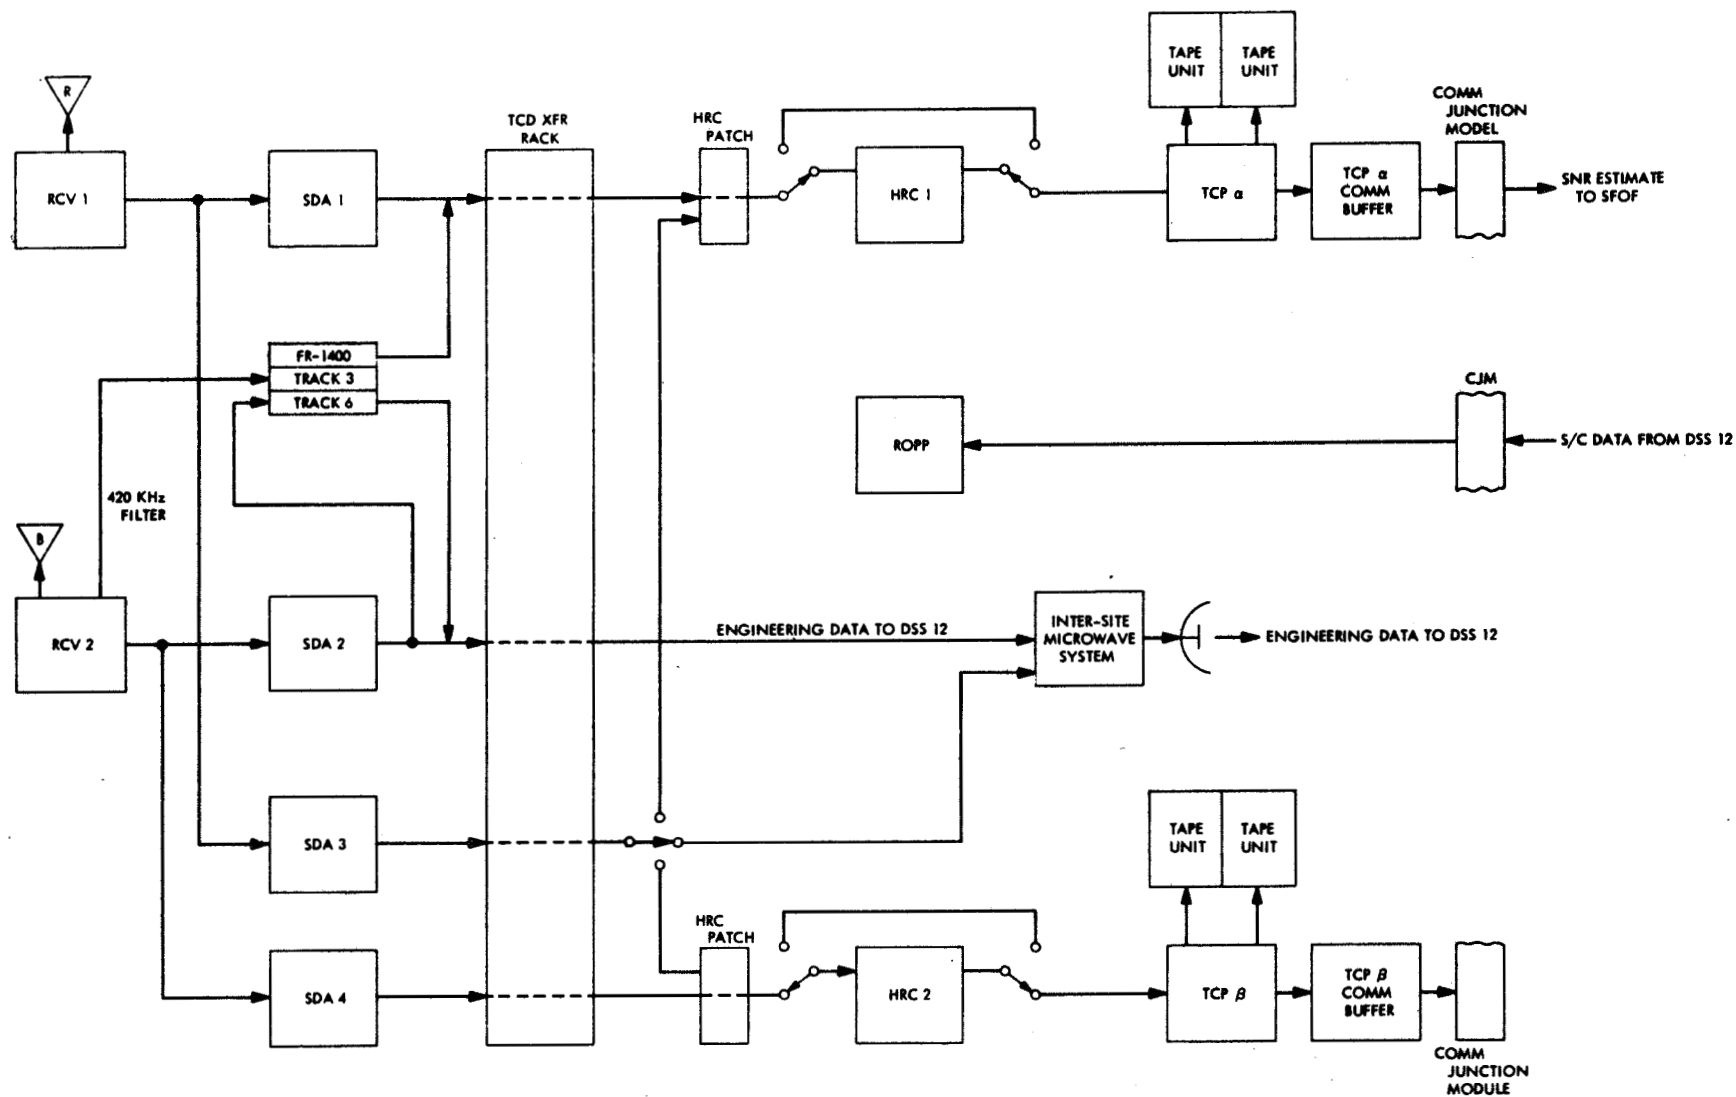 TAPE
UNIT
TAPE
UNIT
COMM
JUNCTION
MODEL
R
TCD XFR
RACK
HRC
PATCH
RCV 1
SDA 1
HRC 1
TCP α
TCP α
COMM
BUFFER
SNR ESTIMATE
TO SFOF
FR-1400
TRACK 3
TRACK 6
CJM
ROPP
S/C DATA FROM DSS 12
420 KHz
FILTER
B
RCV 2
SDA 2
ENGINEERING DATA TO DSS 12
INTER-SITE
MICROWAVE
SYSTEM
ENGINEERING DATA TO DSS 12
SDA 3
TAPE
UNIT
TAPE
UNIT
HRC
PATCH
SDA 4
HRC 2
TCP β
TCP β
COMM
BUFFER
COMM
JUNCTION
MODULE